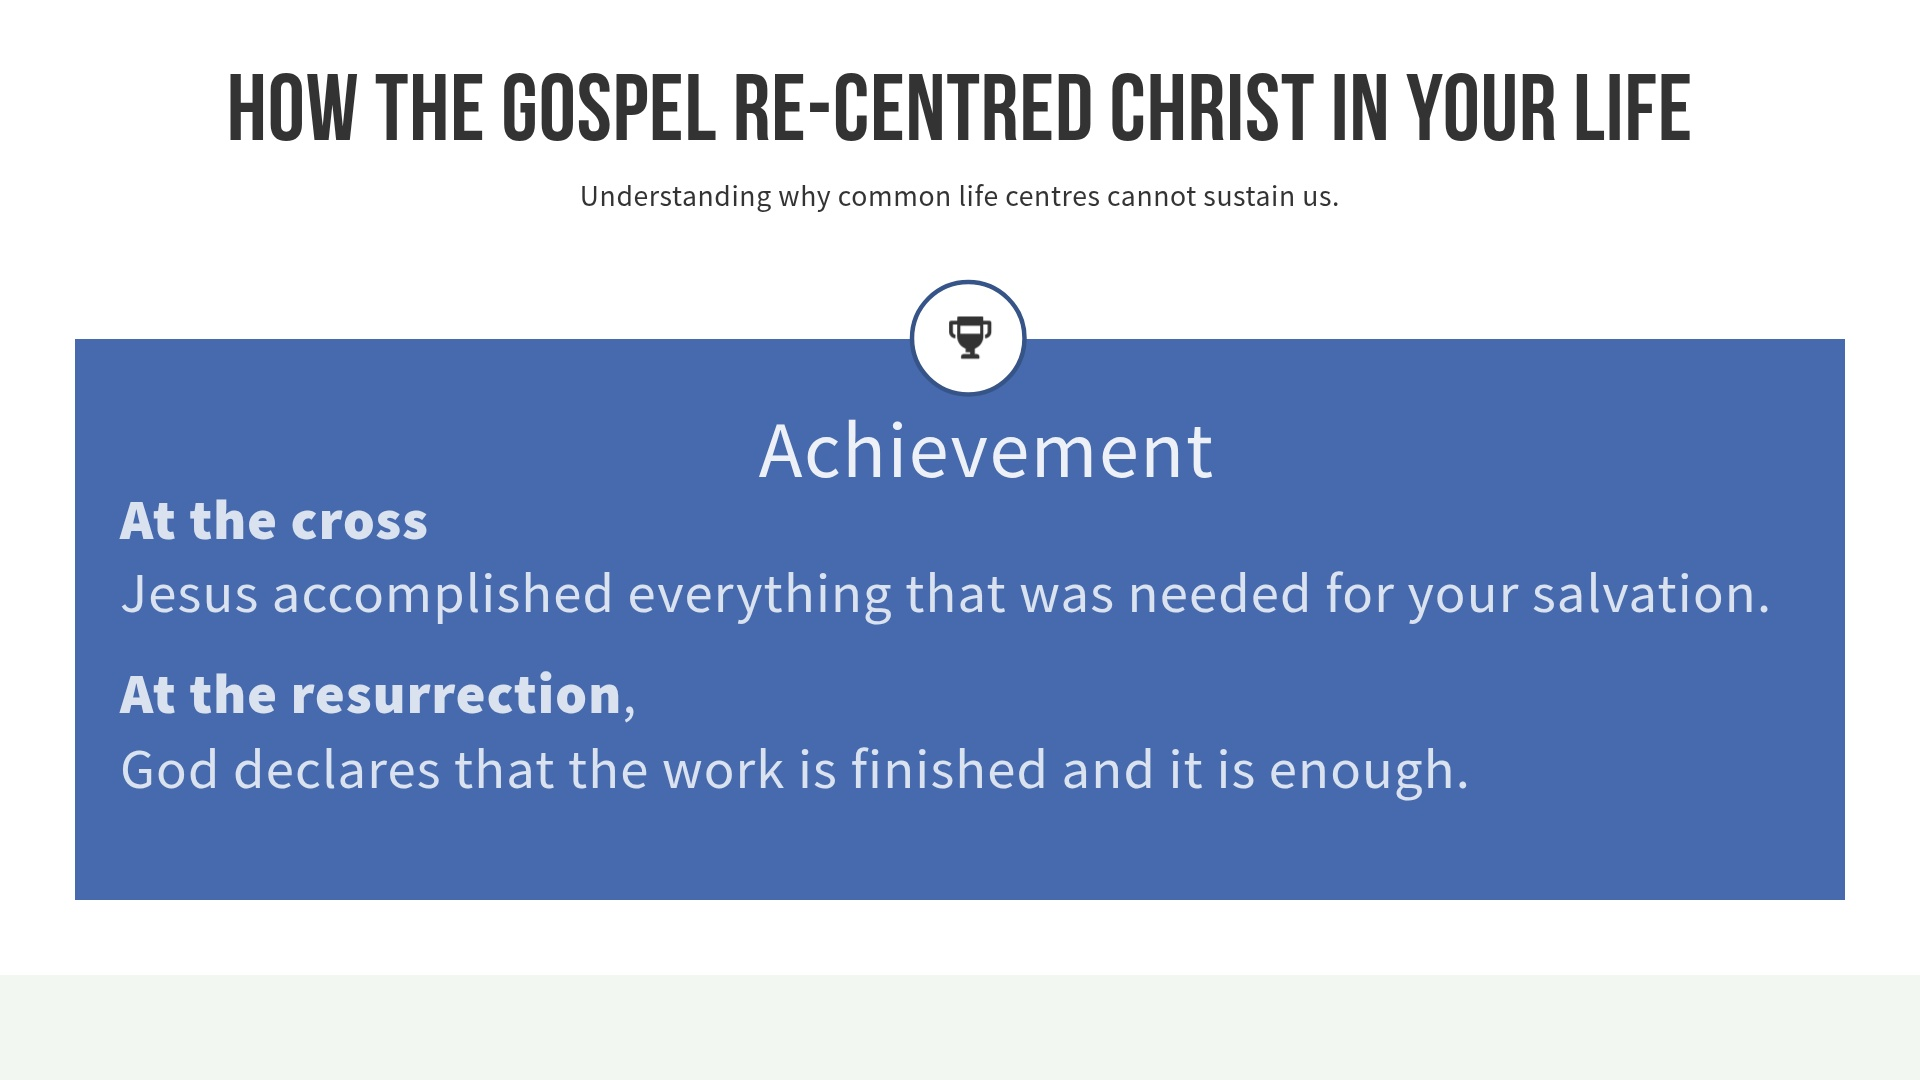 HOW THE GOSPEL RE-CENTRED CHRIST IN YOUR LIFE
Understanding why common life centres cannot sustain us.
Achievement
At the cross
Jesus accomplished everything that was needed for your salvation.
At the resurrection,
God declares that the work is finished and it is enough.